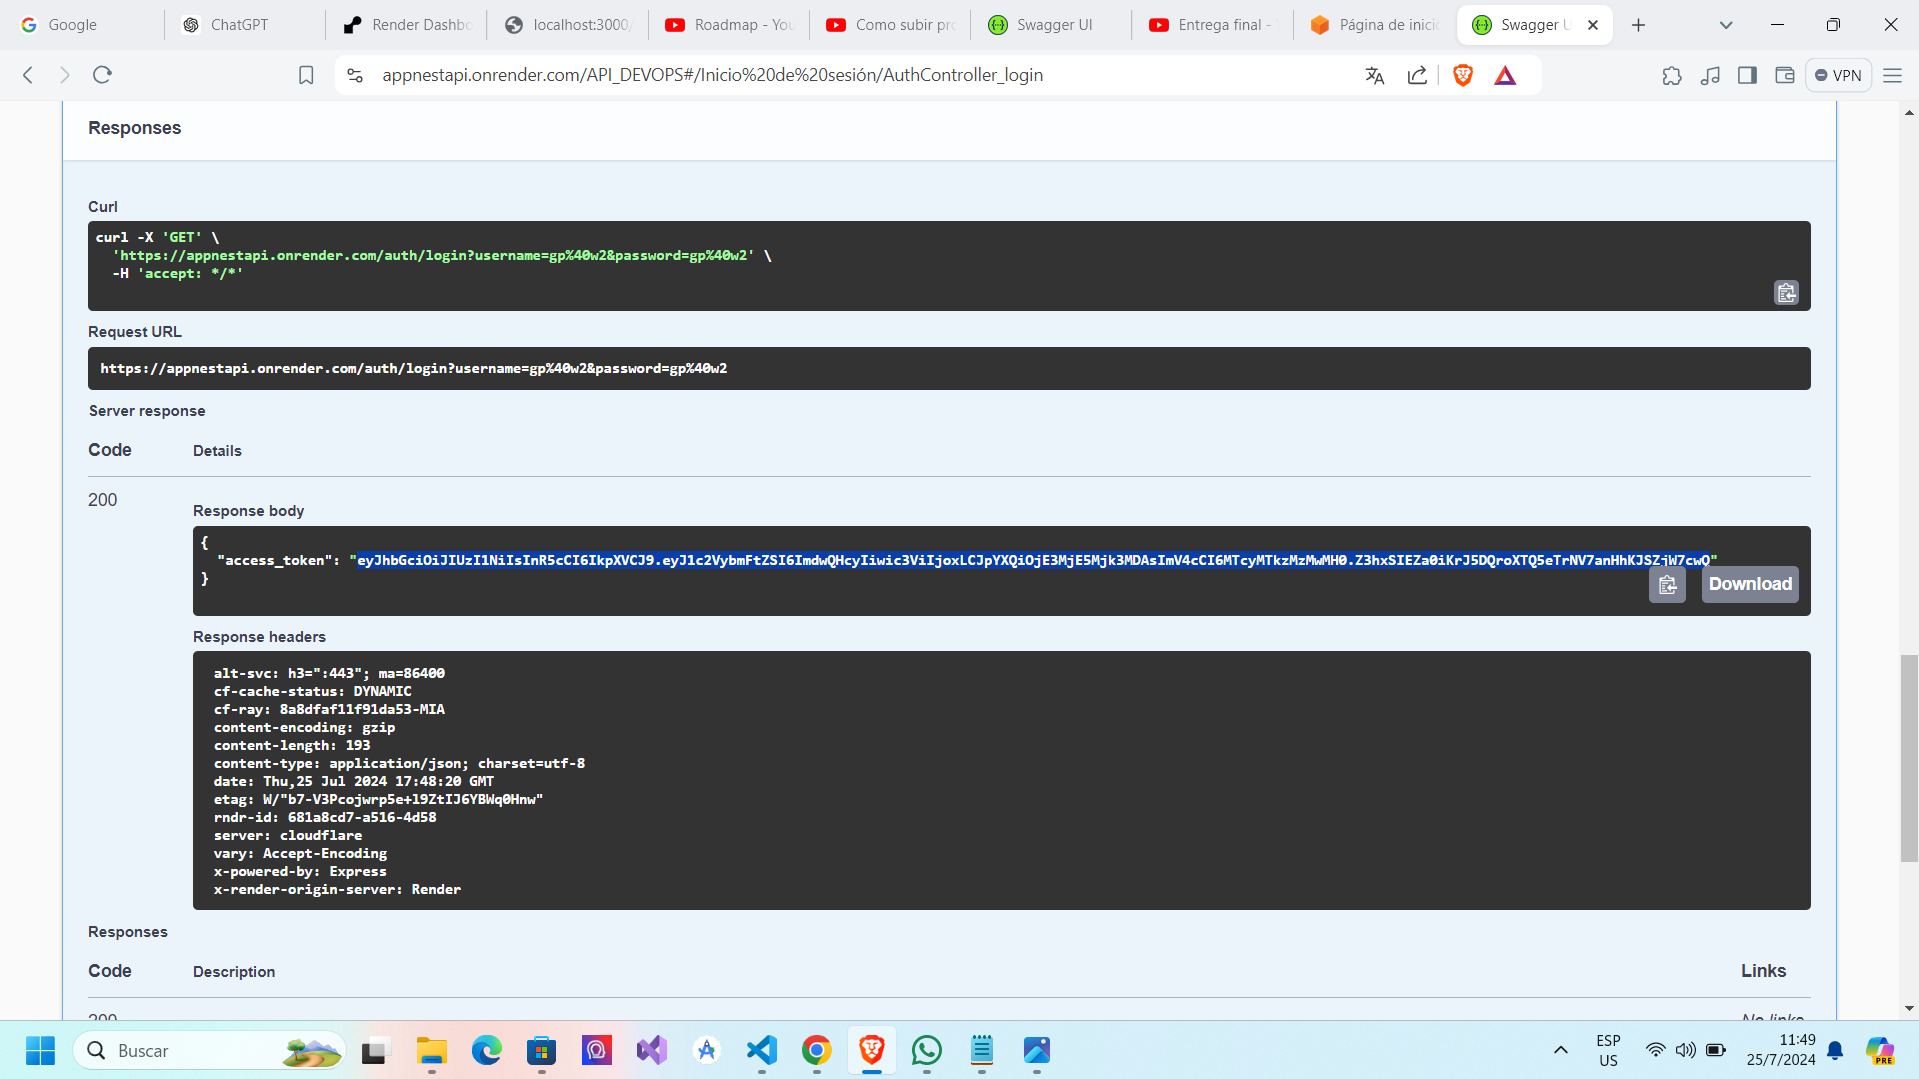 Google
ChatGPT
Render Dashbo
localhost:3000/
Roadmap - You
Como subir pro
Swagger UI
Entrega final - Y
Página de inicio
Swagger U
appnestapi.onrender.com/API_DEVOPS#/Inicio%20de%20sesión/AuthController_login
VPN
Responses
Curl
curl -X 'GET' \
'https://appnestapi.onrender.com/auth/login?username=gp%40w2&password=gp%40w2' \
-H 'accept: */*'
Request URL
https://appnestapi.onrender.com/auth/login?username=gp%40w2&password=gp%40w2
Server response
Code Details
200
Response body
{
"access_token": "eyJhbGciOiJIUzI1NiIsInR5cCI6IkpXVCJ9.eyJ1c2VybmFtZSI6ImdwQHcyIiwic3ViIjoxLCJpYXQiOjE3MjE5Mjk3MDAsImV4cCI6MTcyMTkzMzMwMH0.Z3hxSIEZa0iKrJ5DQroXTQ5eTrNV7anHhKJSZjW7cwQ"
}
Download
Response headers
alt-svc: h3=":443"; ma=86400
cf-cache-status: DYNAMIC
cf-ray: 8a8dfaf11f91da53-MIA
content-encoding: gzip
content-length: 193
content-type: application/json; charset=utf-8
date: Thu,25 Jul 2024 17:48:20 GMT
etag: W/"b7-V3Pcojwrp5e+l9ZtIJ6YBWq0Hnw"
rndr-id: 681a8cd7-a516-4d58
server: cloudflare
vary: Accept-Encoding
x-powered-by: Express
x-render-origin-server: Render
Responses
Code Description Links
200 No links
Buscar
ESP
US
11:49
25/7/2024
PRE